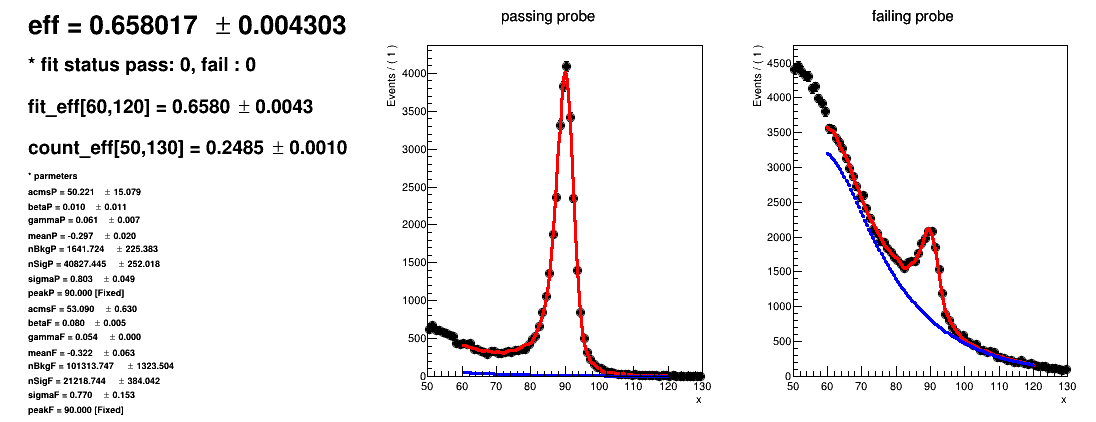 eff = 0.658017 ± 0.004303
* fit status pass: 0, fail : 0
fit_eff[60,120] = 0.6580 ± 0.0043
count_eff[50,130] = 0.2485 ± 0.0010
* parmeters
acmsP = 50.221 ± 15.079
betaP = 0.010 ± 0.011
gammaP = 0.061 ± 0.007
meanP = -0.297 ± 0.020
nBkgP = 1641.724 ± 225.383
nSigP = 40827.445 ± 252.018
sigmaP = 0.803 ± 0.049
peakP = 90.000 [Fixed]
acmsF = 53.090 ± 0.630
betaF = 0.080 ± 0.005
gammaF = 0.054 ± 0.000
meanF = -0.322 ± 0.063
nBkgF = 101313.747 ± 1323.504
nSigF = 21218.744 ± 384.042
sigmaF = 0.770 ± 0.153
peakF = 90.000 [Fixed]
passing probe
Events / ( 1 )
4000
3500
3000
2500
2000
1500
1000
500
0
50 60 70 80 90 100 110 120 130
x
failing probe
Events / ( 1 )
4500
4000
3500
3000
2500
2000
1500
1000
500
0
50 60 70 80 90 100 110 120 130
x